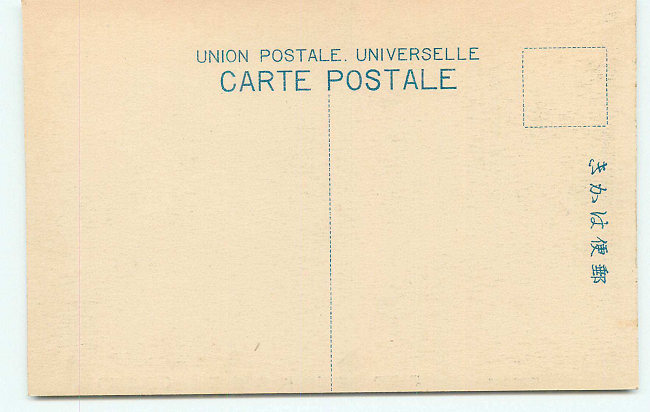 UNION POSTALE. UNIVERSELLE
CARTE POSTALE
郵便はかき